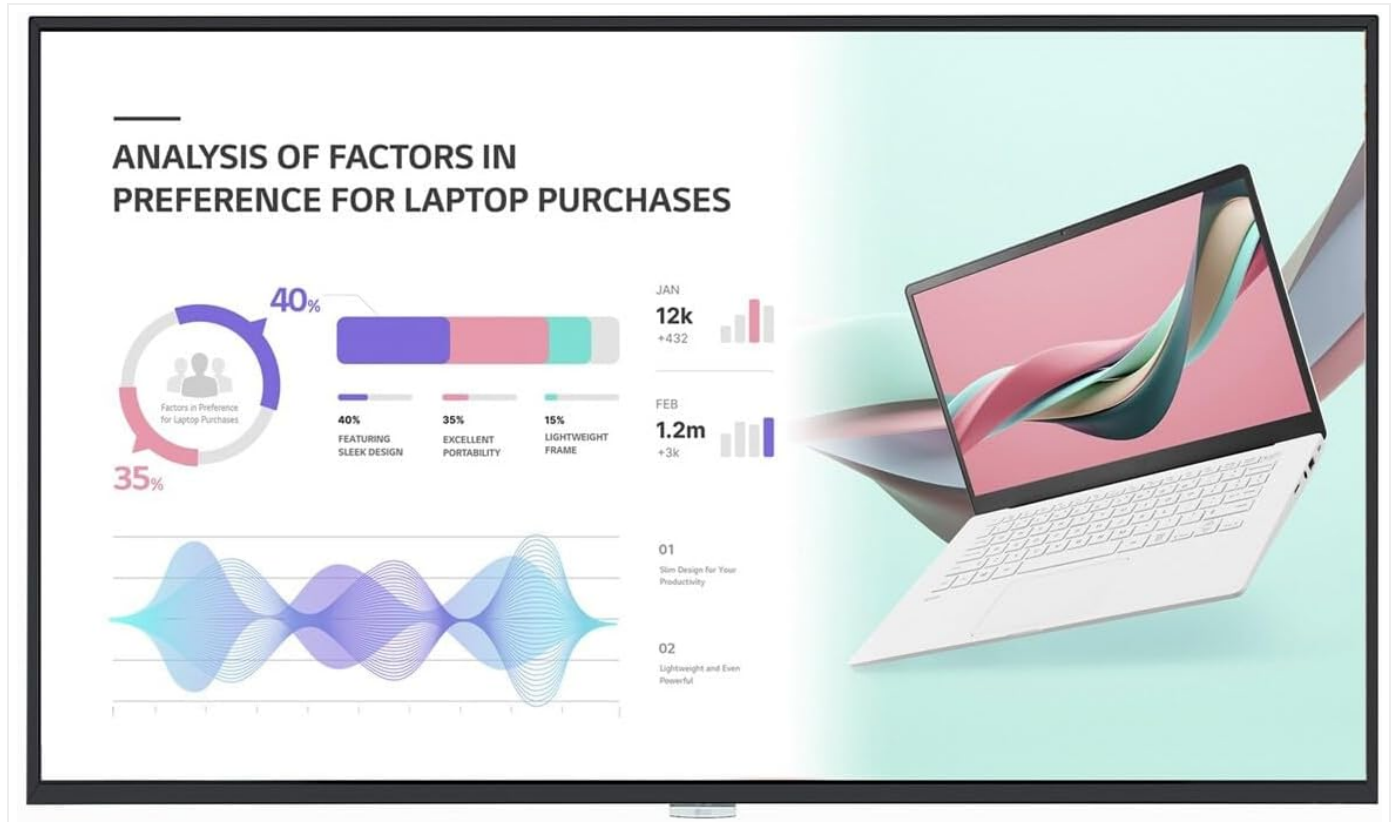 ANALYSIS OF FACTORS IN
PREFERENCE FOR LAPTOP PURCHASES
40%
Factors in Preference
for Laptop Purchases
35%
40%
FEATURING
SLEEK DESIGN
35%
EXCELLENT
PORTABILITY
15%
LIGHTWEIGHT
FRAME
JAN
12k
+432
FEB
1.2m
+3k
01
Slim Design for Your
Productivity
02
Lightweight and Even
Powerful